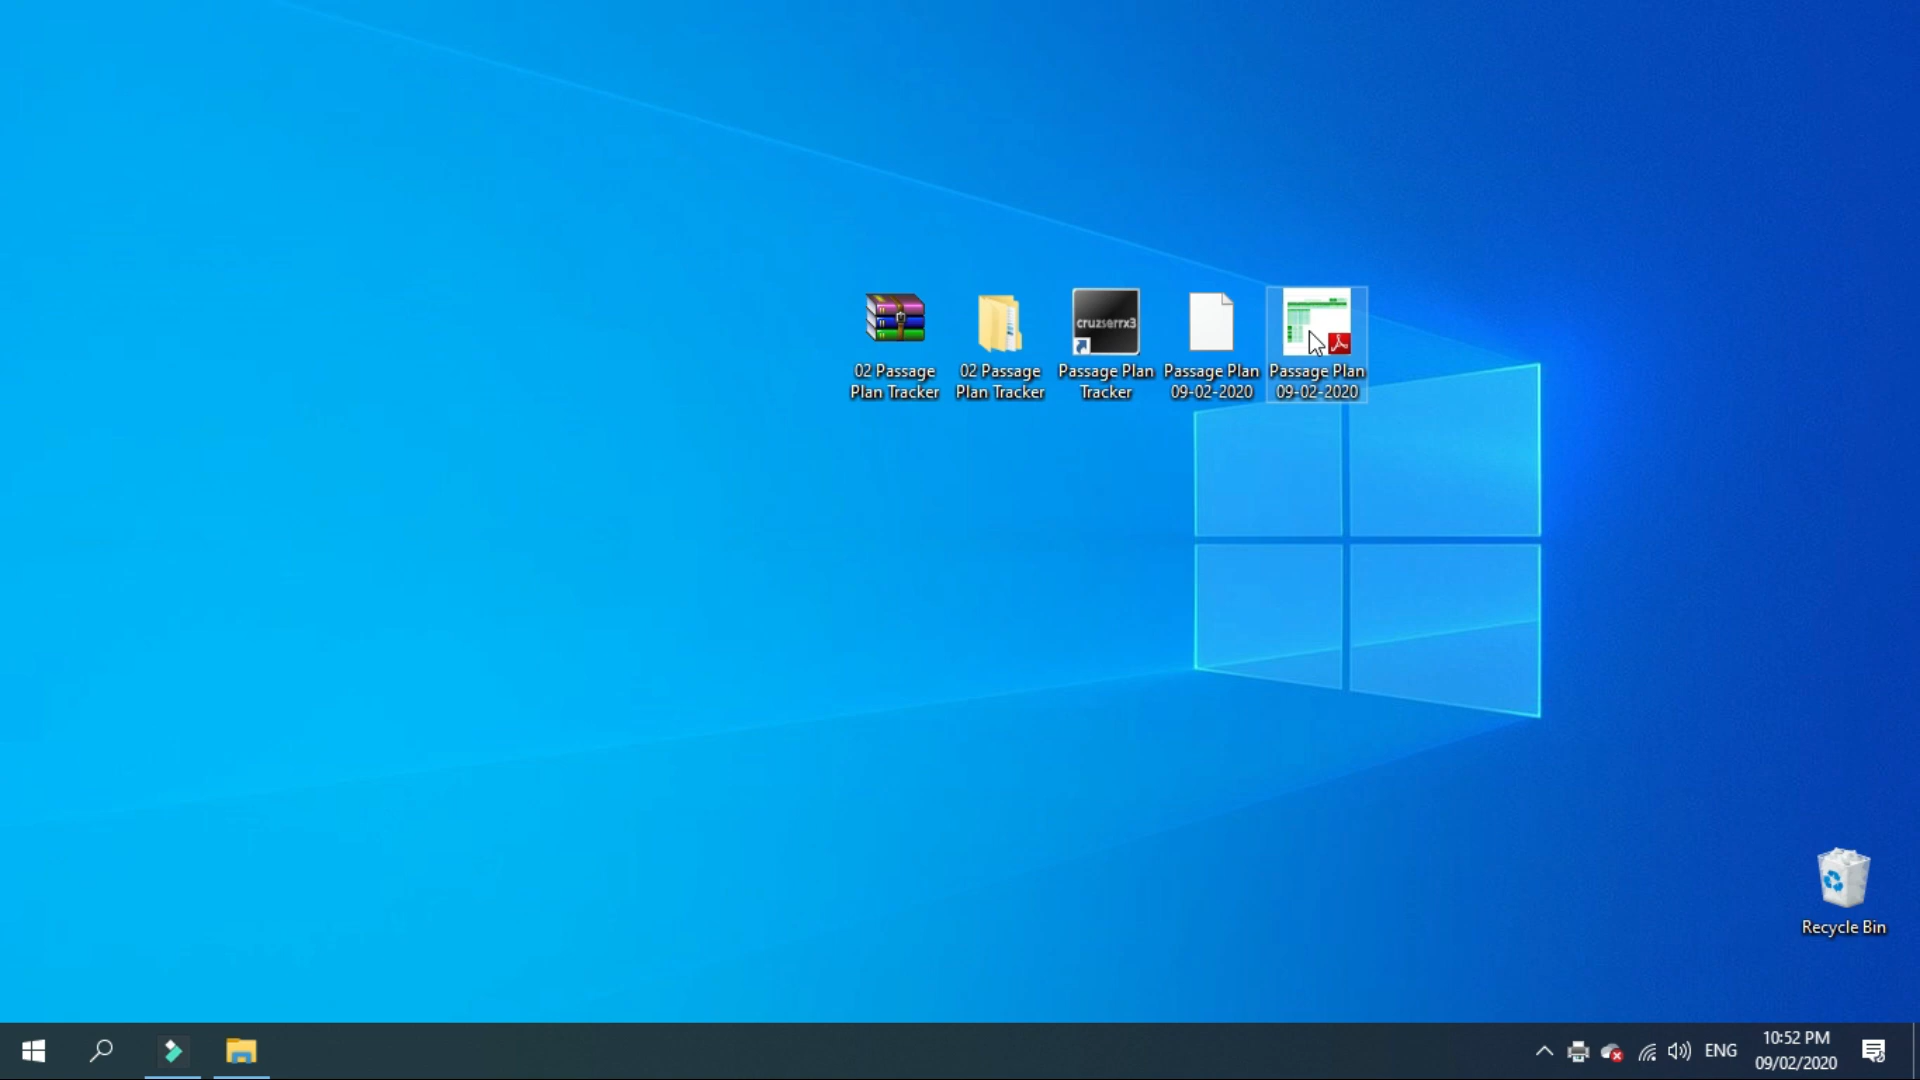 cruzserrx3
02 Passage
Plan Tracker
02 Passage
Plan Tracker
Passage Plan
Tracker
Passage Plan
09-02-2020
Passage Plan
09-02-2020
Recycle Bin
ENG
10:52 PM
09/02/2020